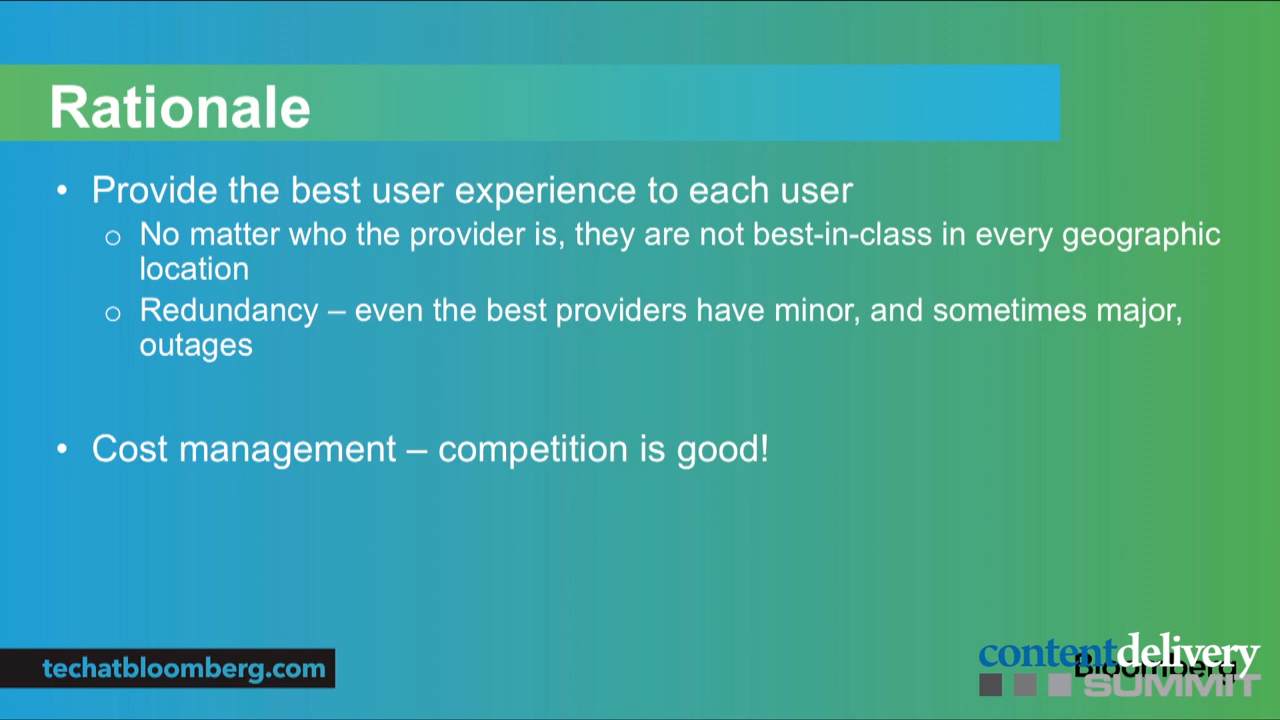 Rationale
• Provide the best user experience to each user
o No matter who the provider is, they are not best-in-class in every geographic
location
o Redundancy – even the best providers have minor, and sometimes major,
outages
• Cost management – competition is good!
techatbloomberg.com
contentdelivery
Bloomberg
SUMMIT